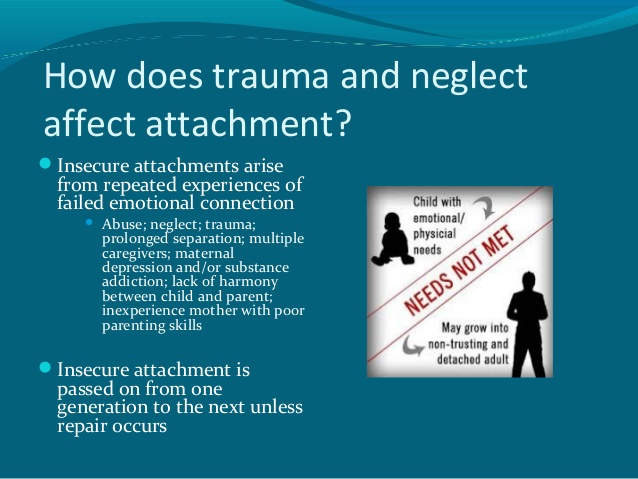 How does trauma and neglect
affect attachment?
Insecure attachments arise
from repeated experiences of
failed emotional connection
Abuse; neglect; trauma;
prolonged separation; multiple
caregivers; maternal
depression and/or substance
addiction; lack of harmony
between child and parent;
inexperience mother with poor
parenting skills
Insecure attachment is
passed on from one
generation to the next unless
repair occurs
Child with
emotional/
physicial
needs
NEEDS NOT MET
May grow into
non-trusting and
detached adult